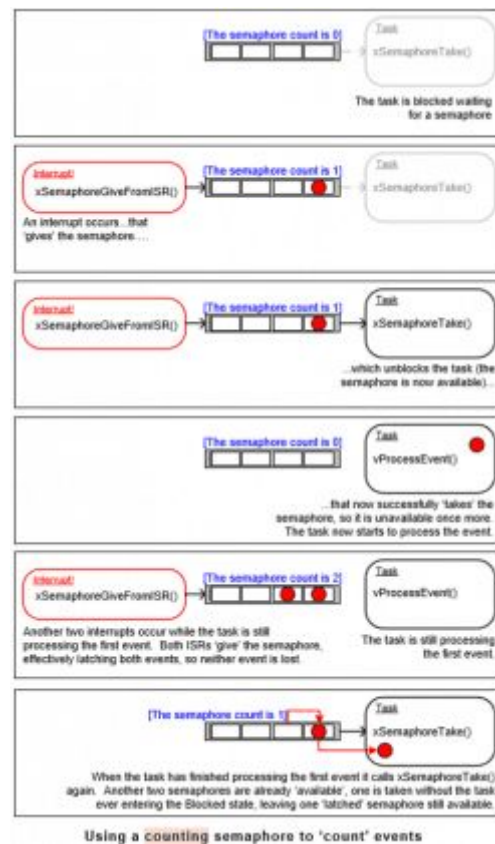 [The semaphore count is 0]
Task
xSemaphoreTake()
The task is blocked waiting
for a semaphore
Interrupt!
xSemaphoreGiveFromISR()
[The semaphore count is 1]
Task
xSemaphoreTake()
An interrupt occurs...that
'gives' the semaphore....
Interrupt!
xSemaphoreGiveFromISR()
[The semaphore count is 1]
Task
xSemaphoreTake()
...which unblocks the task (the
semaphore is now available)...
[The semaphore count is 0]
Task
vProcessEvent()
...that now successfully 'takes' the
semaphore, so it is unavailable once more.
The task now starts to process the event.
Interrupt!
xSemaphoreGiveFromISR()
[The semaphore count is 2]
Task
vProcessEvent()
Another two interrupts occur while the task is still
processing the first event. Both ISRs 'give' the semaphore,
effectively latching both events, so neither event is lost.
The task is still processing
the first event.
[The semaphore count is 1]
Task
xSemaphoreTake()
When the task has finished processing the first event it calls xSemaphoreTake()
again. Another two semaphores are already 'available', one is taken without the task
ever entering the Blocked state, leaving one 'latched' semaphore still available.
Using a counting semaphore to 'count' events